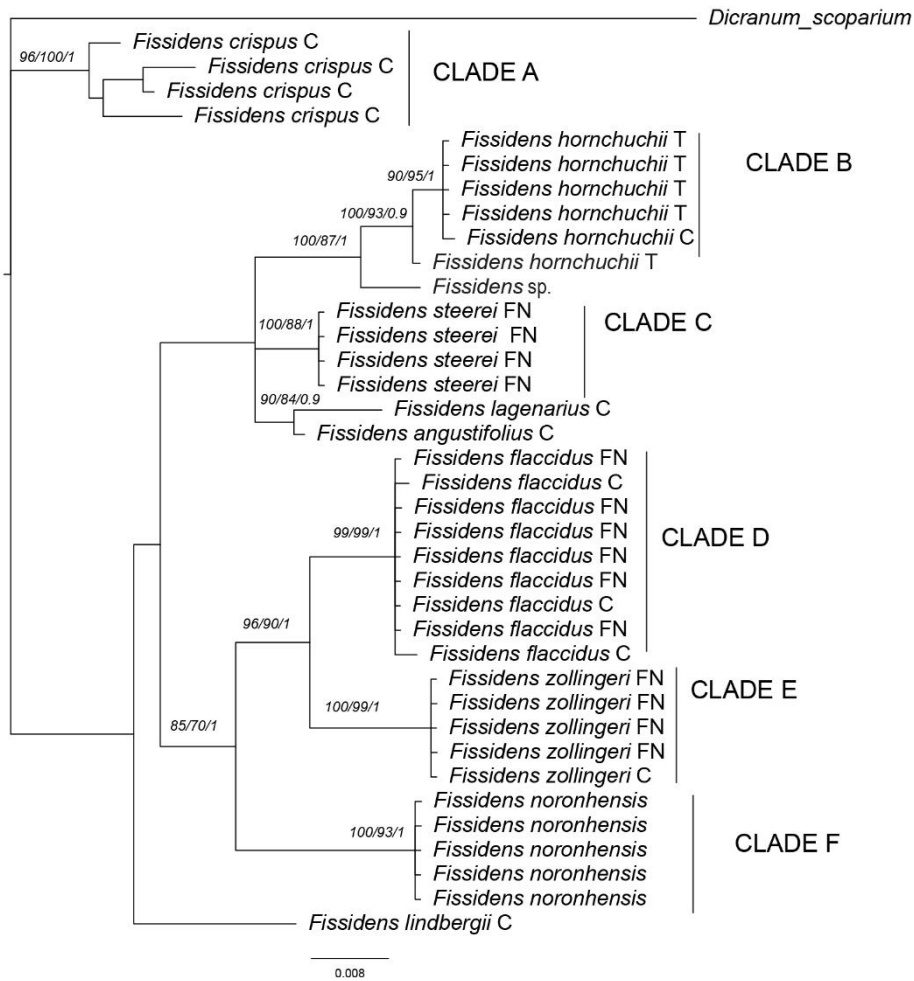 Dicranum_scoparium
Fissidens crispus C
96/100/1
Fissidens crispus C
CLADE A
Fissidens crispus C
Fissidens crispus C
Fissidens hornchuchii T
CLADE B
Fissidens hornchuchii T
90/95/1
Fissidens hornchuchii T
100/93/0.9
Fissidens hornchuchii T
100/87/1
Fissidens hornchuchii C
Fissidens hornchuchii T
Fissidens sp.
Fissidens steerei FN
CLADE C
100/88/1
Fissidens steerei FN
Fissidens steerei FN
Fissidens steerei FN
90/84/0.9
Fissidens lagenarius C
Fissidens angustifolius C
Fissidens flaccidus FN
Fissidens flaccidus C
Fissidens flaccidus FN
99/99/1
Fissidens flaccidus FN
CLADE D
Fissidens flaccidus FN
Fissidens flaccidus FN
Fissidens flaccidus C
96/90/1
Fissidens flaccidus FN
Fissidens flaccidus C
Fissidens zollingeri FN
CLADE E
Fissidens zollingeri FN
100/99/1
Fissidens zollingeri FN
85/70/1
Fissidens zollingeri FN
Fissidens zollingeri C
Fissidens noronhensis
Fissidens noronhensis
100/93/1
Fissidens noronhensis
CLADE F
Fissidens noronhensis
Fissidens noronhensis
Fissidens lindbergii C
0.008